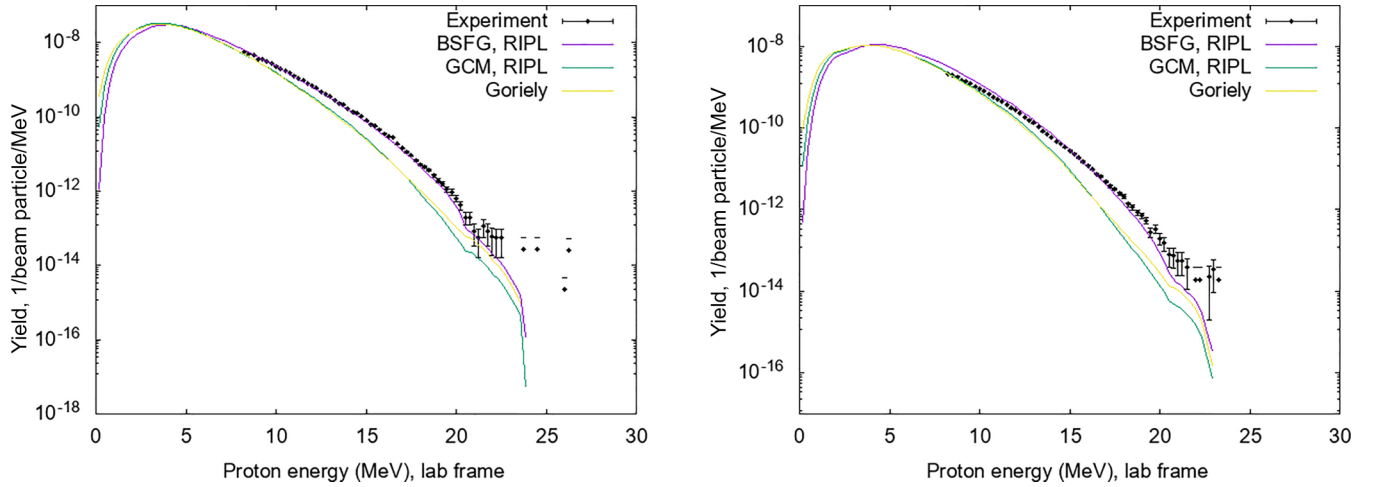 Yield, 1/beam particle/MeV
10-8
10-10
10-12
10-14
10-16
10-18
Experiment
BSFG, RIPL
GCM, RIPL
Goriely
0 5 10 15 20 25 30
Proton energy (MeV), lab frame
Yield, 1/beam particle/MeV
10-8
10-10
10-12
10-14
10-16
Experiment
BSFG, RIPL
GCM, RIPL
Goriely
0 5 10 15 20 25 30
Proton energy (MeV), lab frame